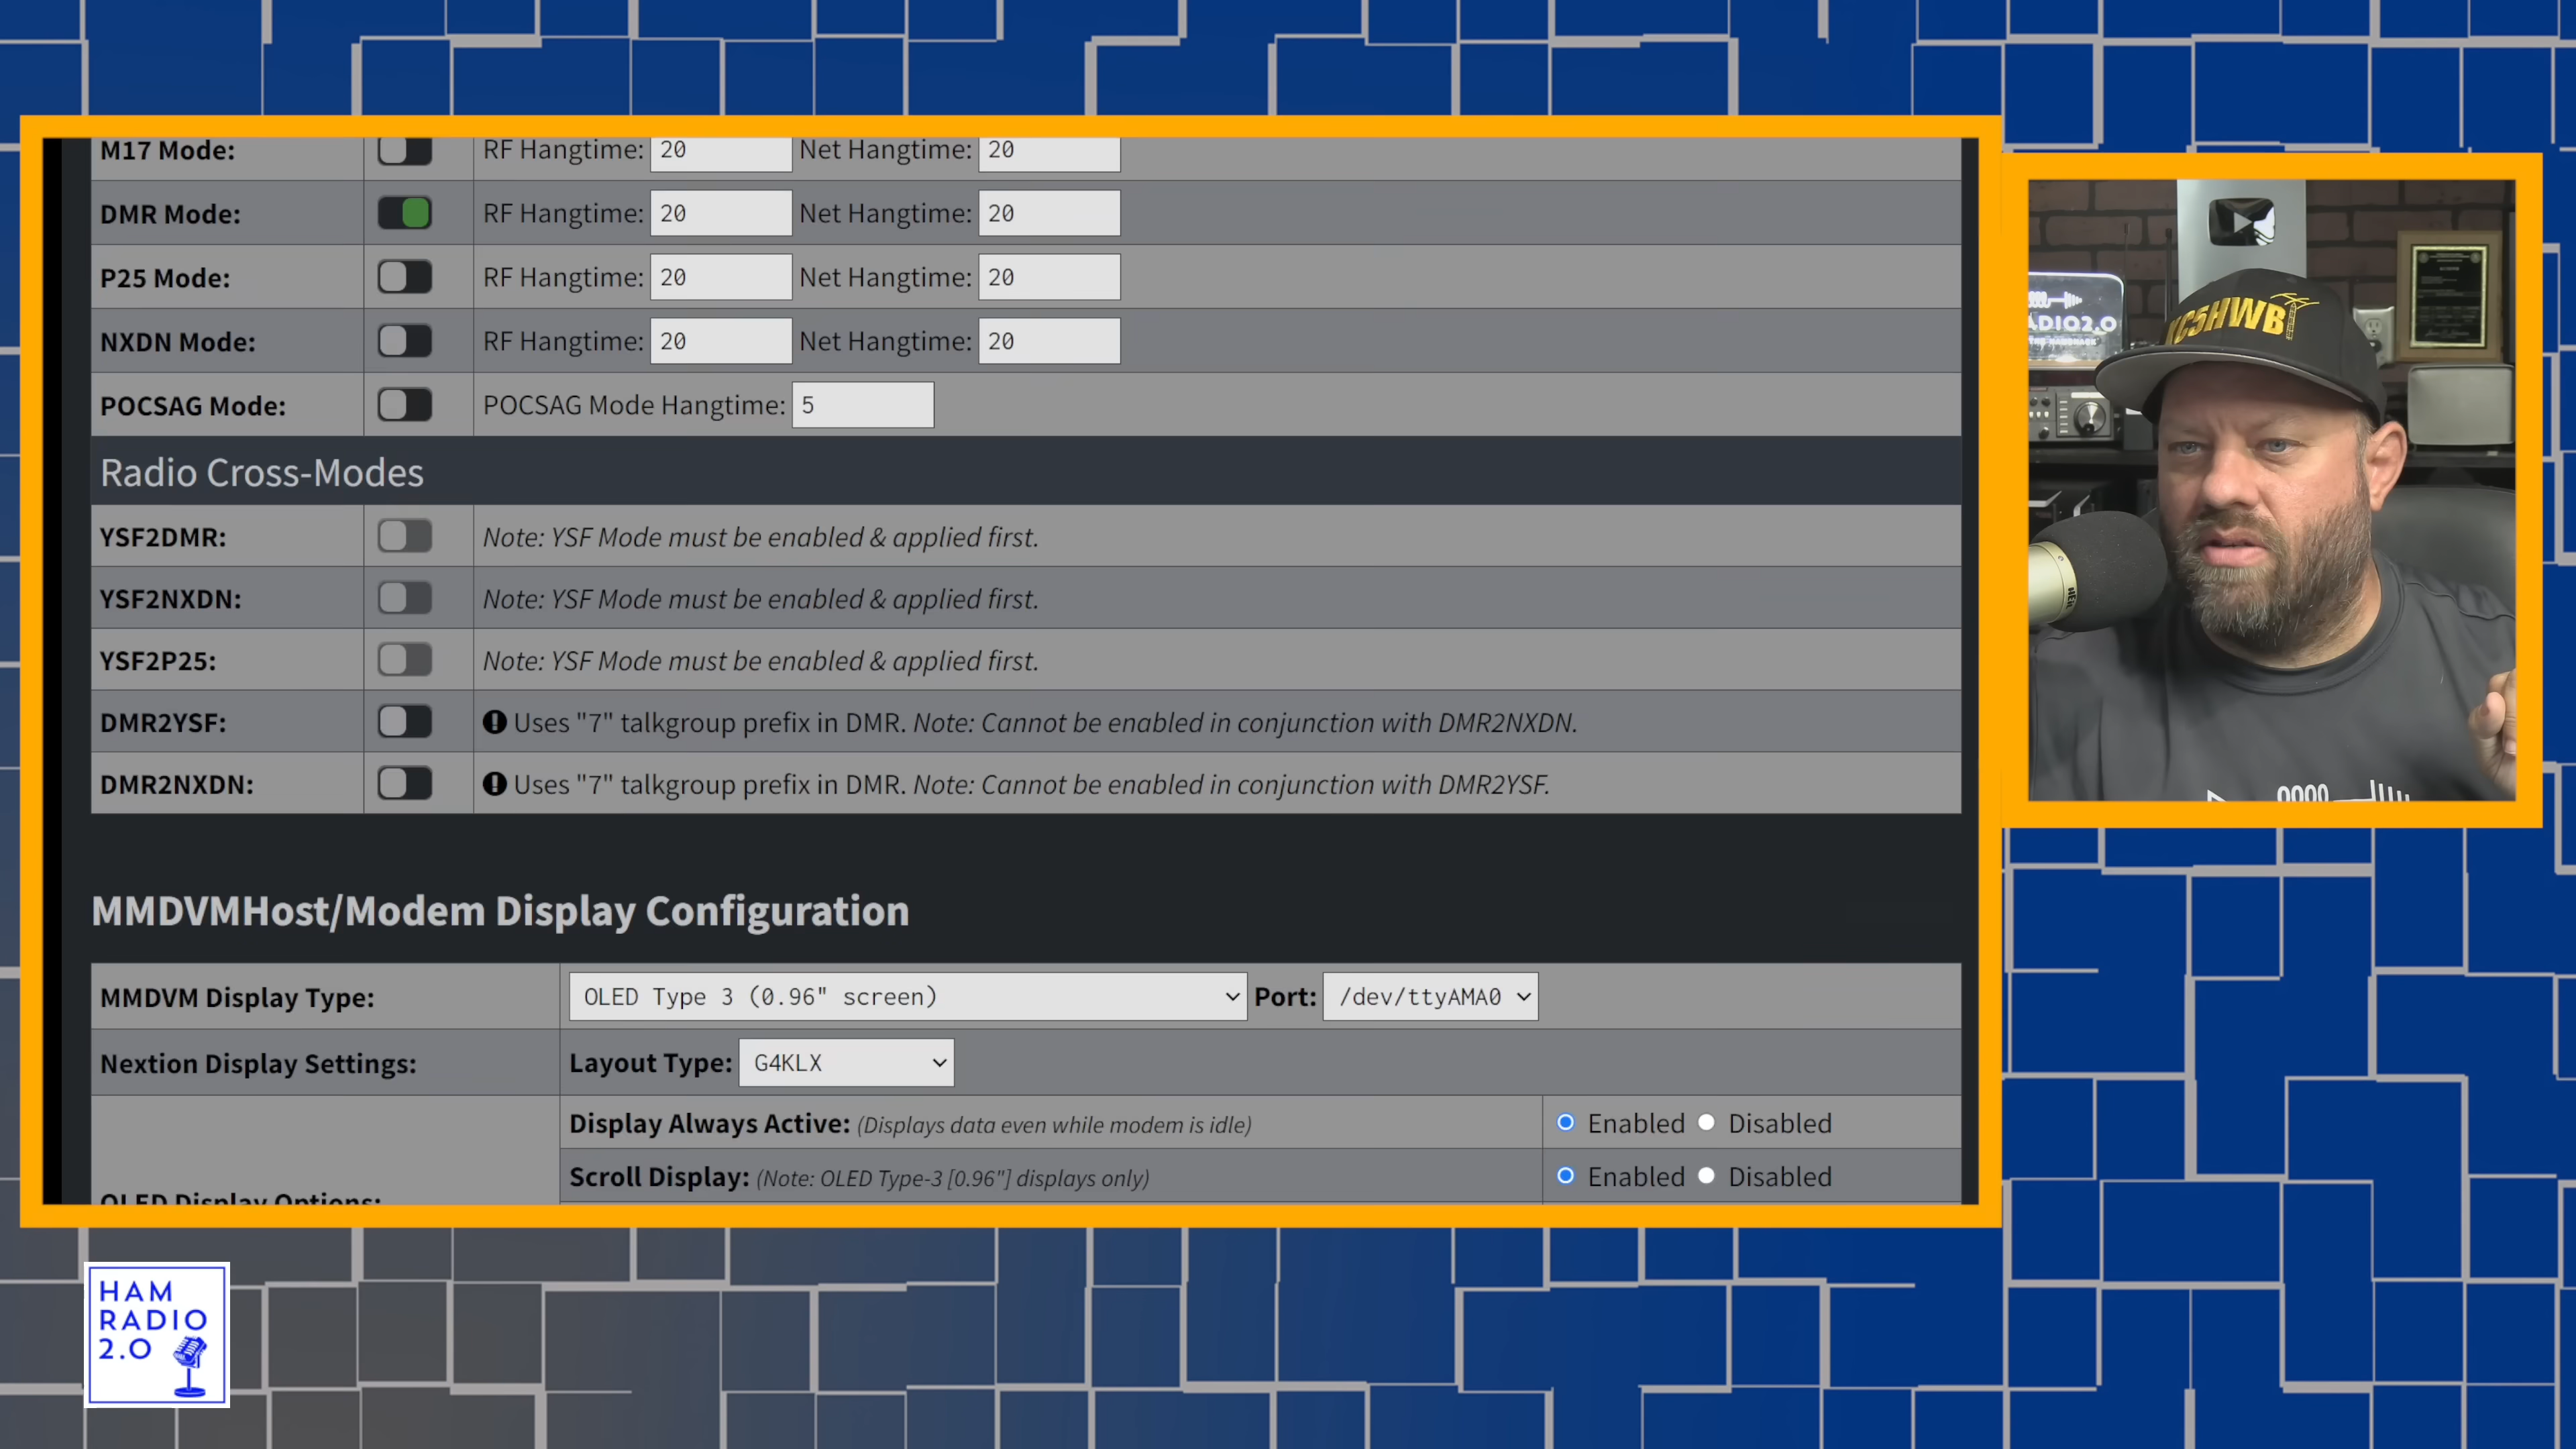 M17 Mode: RF Hangtime: 20 Net Hangtime: 20
DMR Mode: RF Hangtime: 20 Net Hangtime: 20
P25 Mode: RF Hangtime: 20 Net Hangtime: 20
NXDN Mode: RF Hangtime: 20 Net Hangtime: 20
POCSAG Mode: POCSAG Mode Hangtime: 5
Radio Cross-Modes
YSF2DMR: Note: YSF Mode must be enabled & applied first.
YSF2NXDN: Note: YSF Mode must be enabled & applied first.
YSF2P25: Note: YSF Mode must be enabled & applied first.
DMR2YSF: Uses "7" talkgroup prefix in DMR. Note: Cannot be enabled in conjunction with DMR2NXDN.
DMR2NXDN: Uses "7" talkgroup prefix in DMR. Note: Cannot be enabled in conjunction with DMR2YSF.
MMDVMHost/Modem Display Configuration
MMDVM Display Type: OLED Type 3 (0.96" screen) Port: /dev/ttyAMA0
Nextion Display Settings: Layout Type: G4KLX
Display Always Active: (Displays data even while modem is idle) Enabled Disabled
Scroll Display: (Note: OLED Type-3 [0.96"] displays only) Enabled Disabled
OLED Display Options:
ADIO2.0
KC5HWB
HEIL
HAM
RADIO
2.0